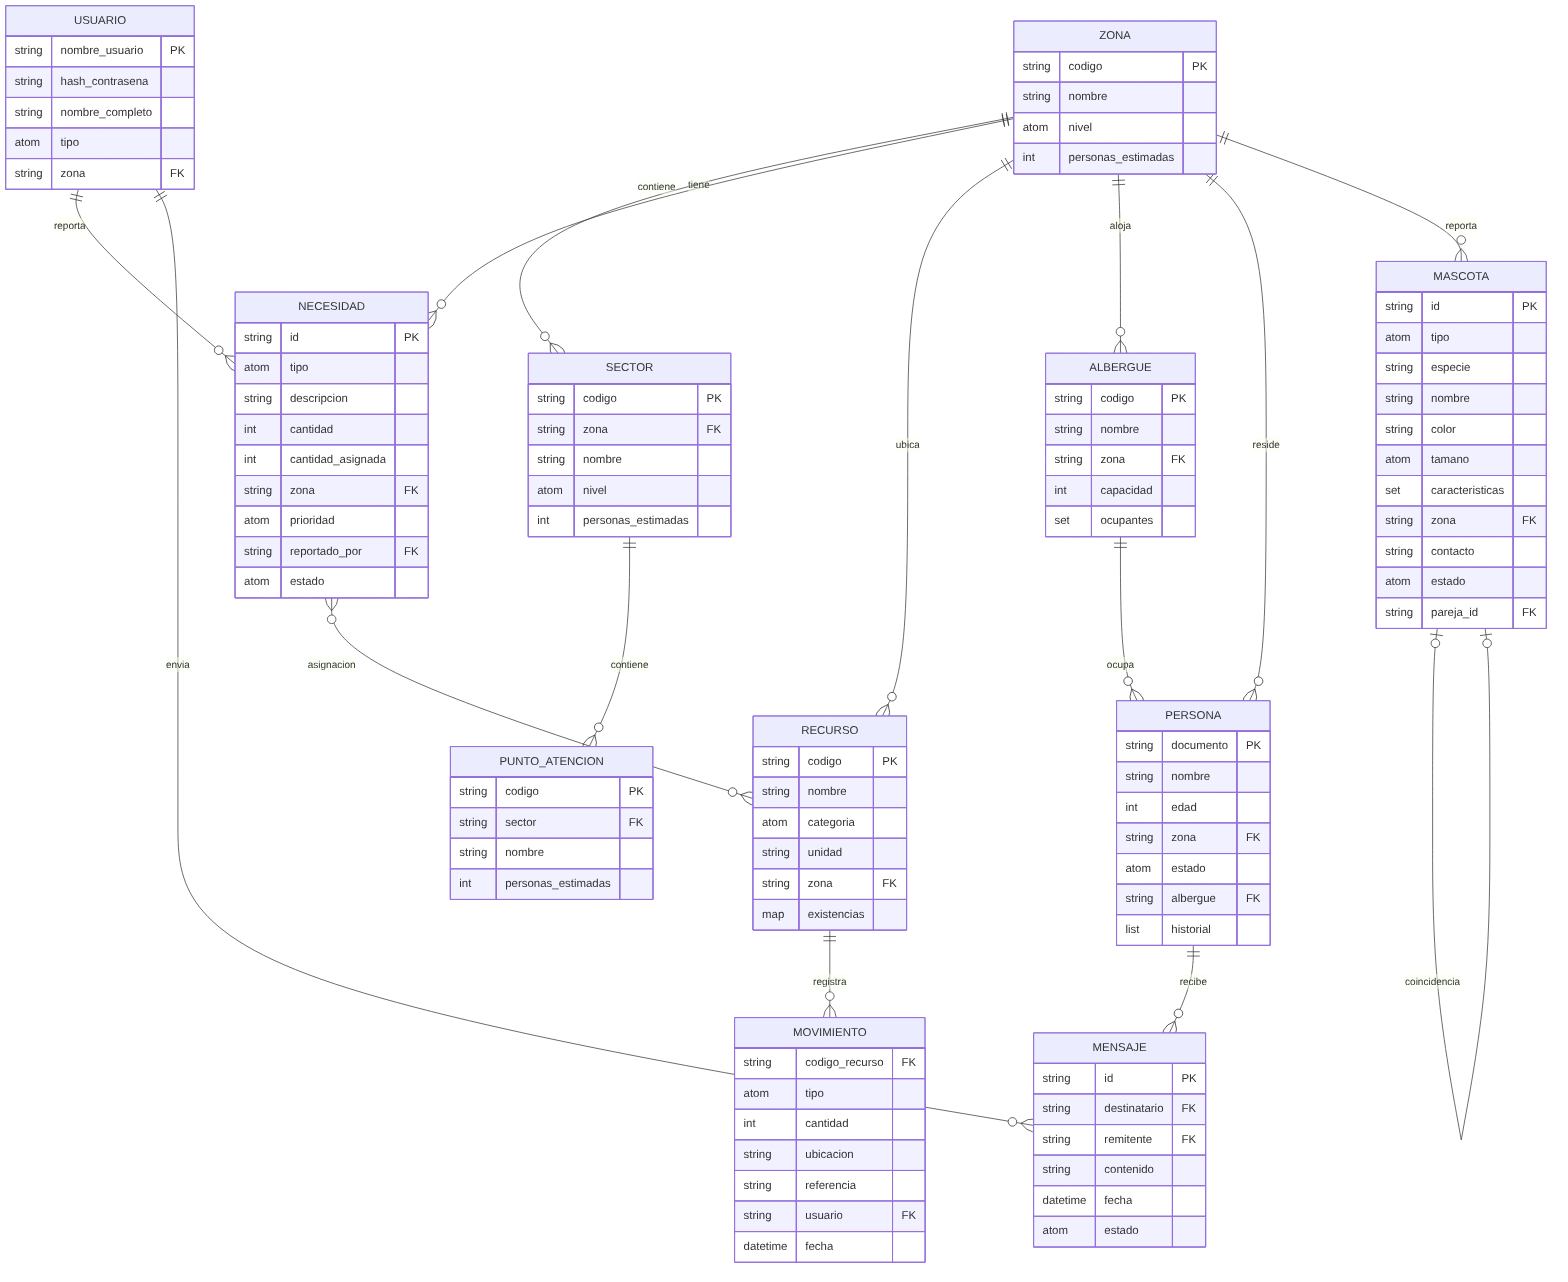 USUARIO
string nombre_usuario PK
string hash_contrasena
string nombre_completo
atom tipo
string zona FK
ZONA
string codigo PK
string nombre
atom nivel
int personas_estimadas
reporta
contiene
tiene
aloja
reporta
NECESIDAD
string id PK
atom tipo
string descripcion
int cantidad
int cantidad_asignada
string zona FK
atom prioridad
string reportado_por FK
atom estado
SECTOR
string codigo PK
string zona FK
string nombre
atom nivel
int personas_estimadas
ubica
ALBERGUE
string codigo PK
string nombre
string zona FK
int capacidad
set ocupantes
reside
MASCOTA
string id PK
atom tipo
string especie
string nombre
string color
atom tamano
set caracteristicas
string zona FK
string contacto
atom estado
string pareja_id FK
envia
asignacion
contiene
ocupa
PUNTO_ATENCION
string codigo PK
string sector FK
string nombre
int personas_estimadas
RECURSO
string codigo PK
string nombre
atom categoria
string unidad
string zona FK
map existencias
PERSONA
string documento PK
string nombre
int edad
string zona FK
atom estado
string albergue FK
list historial
registra
recibe
coincidencia
MOVIMIENTO
string codigo_recurso FK
atom tipo
int cantidad
string ubicacion
string referencia
string usuario FK
datetime fecha
MENSAJE
string id PK
string destinatario FK
string remitente FK
string contenido
datetime fecha
atom estado